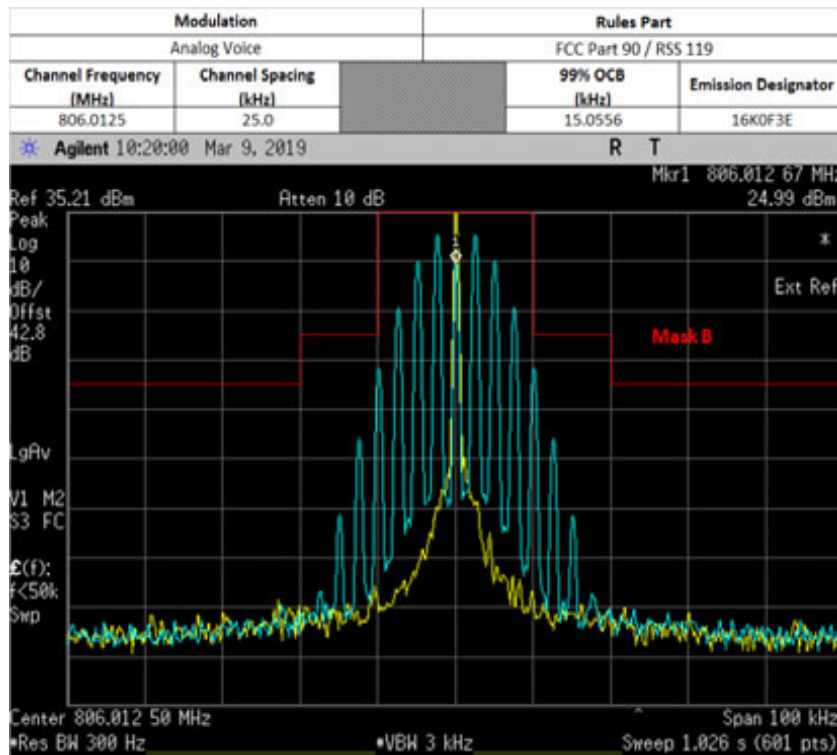 Modulation Rules Part
Analog Voice FCC Part 90 / RSS 119
Channel Frequency (MHz) Channel Spacing (kHz) 99% OCB (kHz) Emission Designator
806.0125 25.0 15.0556 16K0F3E
Agilent 10:20:00 Mar 9, 2019 R T
Mkr1 806.012 67 MHz
Ref 35.21 dBm Atten 10 dB 24.99 dBm
Peak
Log
10
dB/
Offst
42.8
dB
1
*
Ext Ref
Mask B
LgAv
V1 M2
S3 FC
£(f):
f<50k
Swp
Center 806.012 50 MHz ^ Span 100 kHz
*Res BW 300 Hz *VBW 3 kHz Sweep 1.026 s (601 pts)